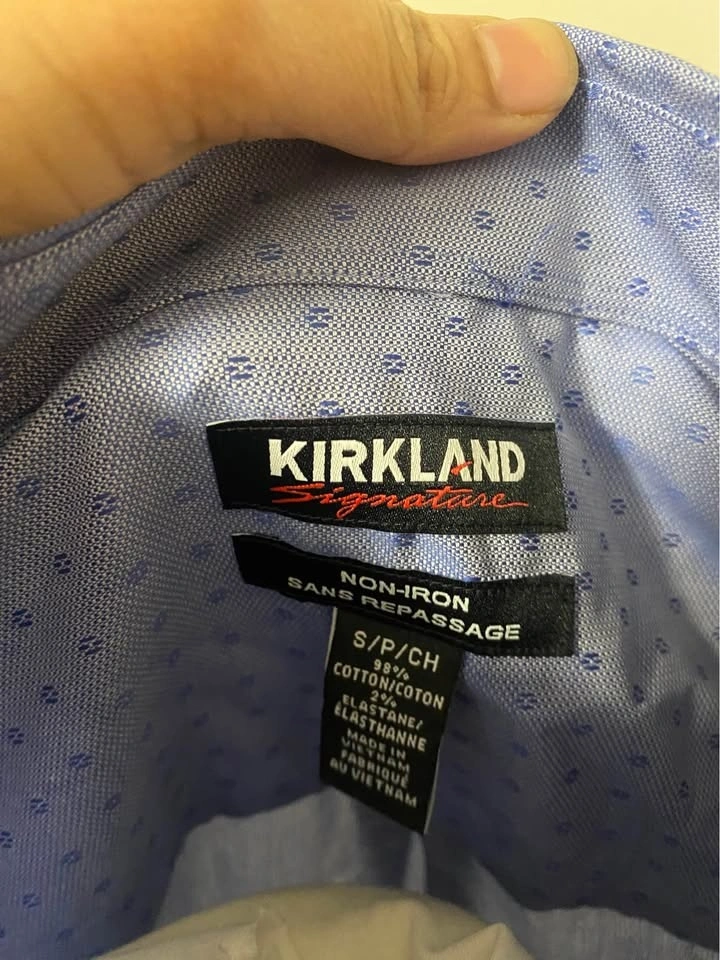 KIRKLAND
Signature
NON-IRON
SANS REPASSAGE
S/P/CH
98%
COTTON/COTON
2%
ELASTANE/
ÉLASTHANNE
MADE IN
VIETNAM
FABRIQUÉ
AU VIETNAM